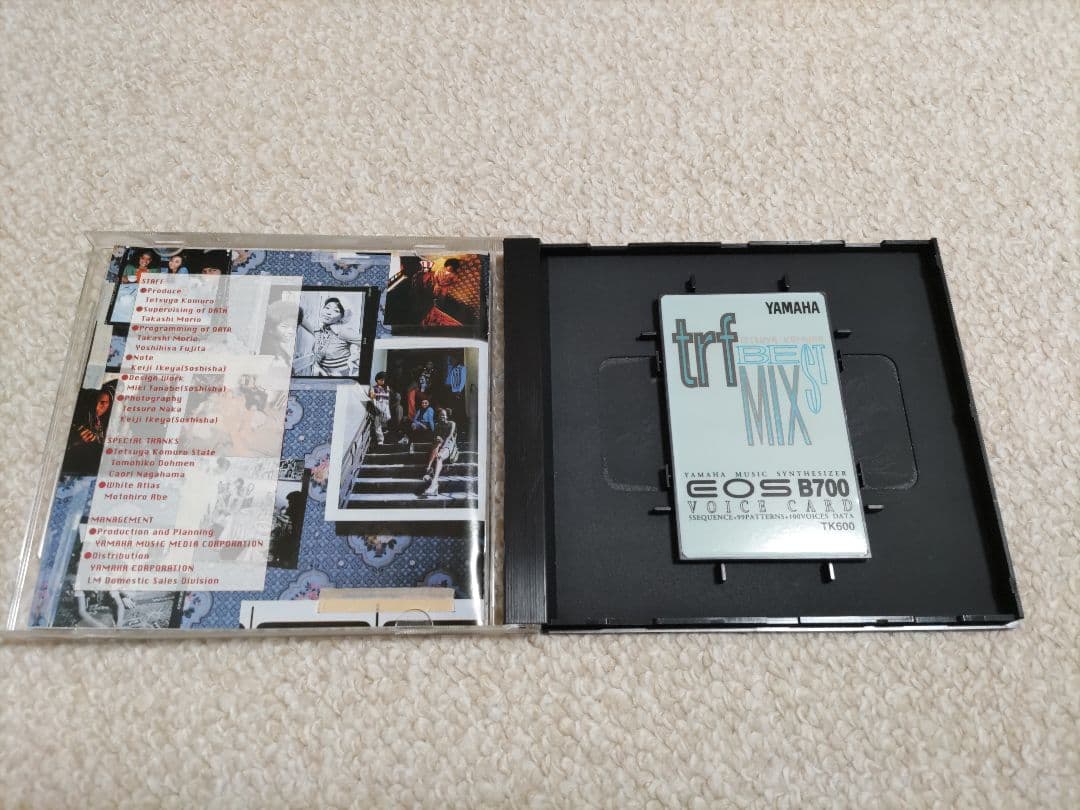 STAFF
●Produce
Tetsuya Komuro
●Supervising of DATA
Takashi Morio
●Programming of DATA
Takashi Morio
Yoshihisa Fujita
●Note
Keiji Ikeya(Soshisha)
●Design Work
Miki Tanabe(Soshisha)
●Photography
Tetsuro Naka
Keiji Ikeya(Soshisha)
SPECIAL THANKS
●Tetsuya Komuro State
Tomohiko Dohmen
Caori Nagahama
●White Atlas
Motohiro Abe
MANAGEMENT
●Production and Planning
YAMAHA MUSIC MEDIA CORPORATION
●Distribution
YAMAHA CORPORATION
LM Domestic Sales Division
YAMAHA
trf
BEST
MIX
YAMAHA MUSIC SYNTHESIZER
EOS B700
VOICE CARD
5SEQUENCE+99PATTERNS+100VOICES DATA
TK600